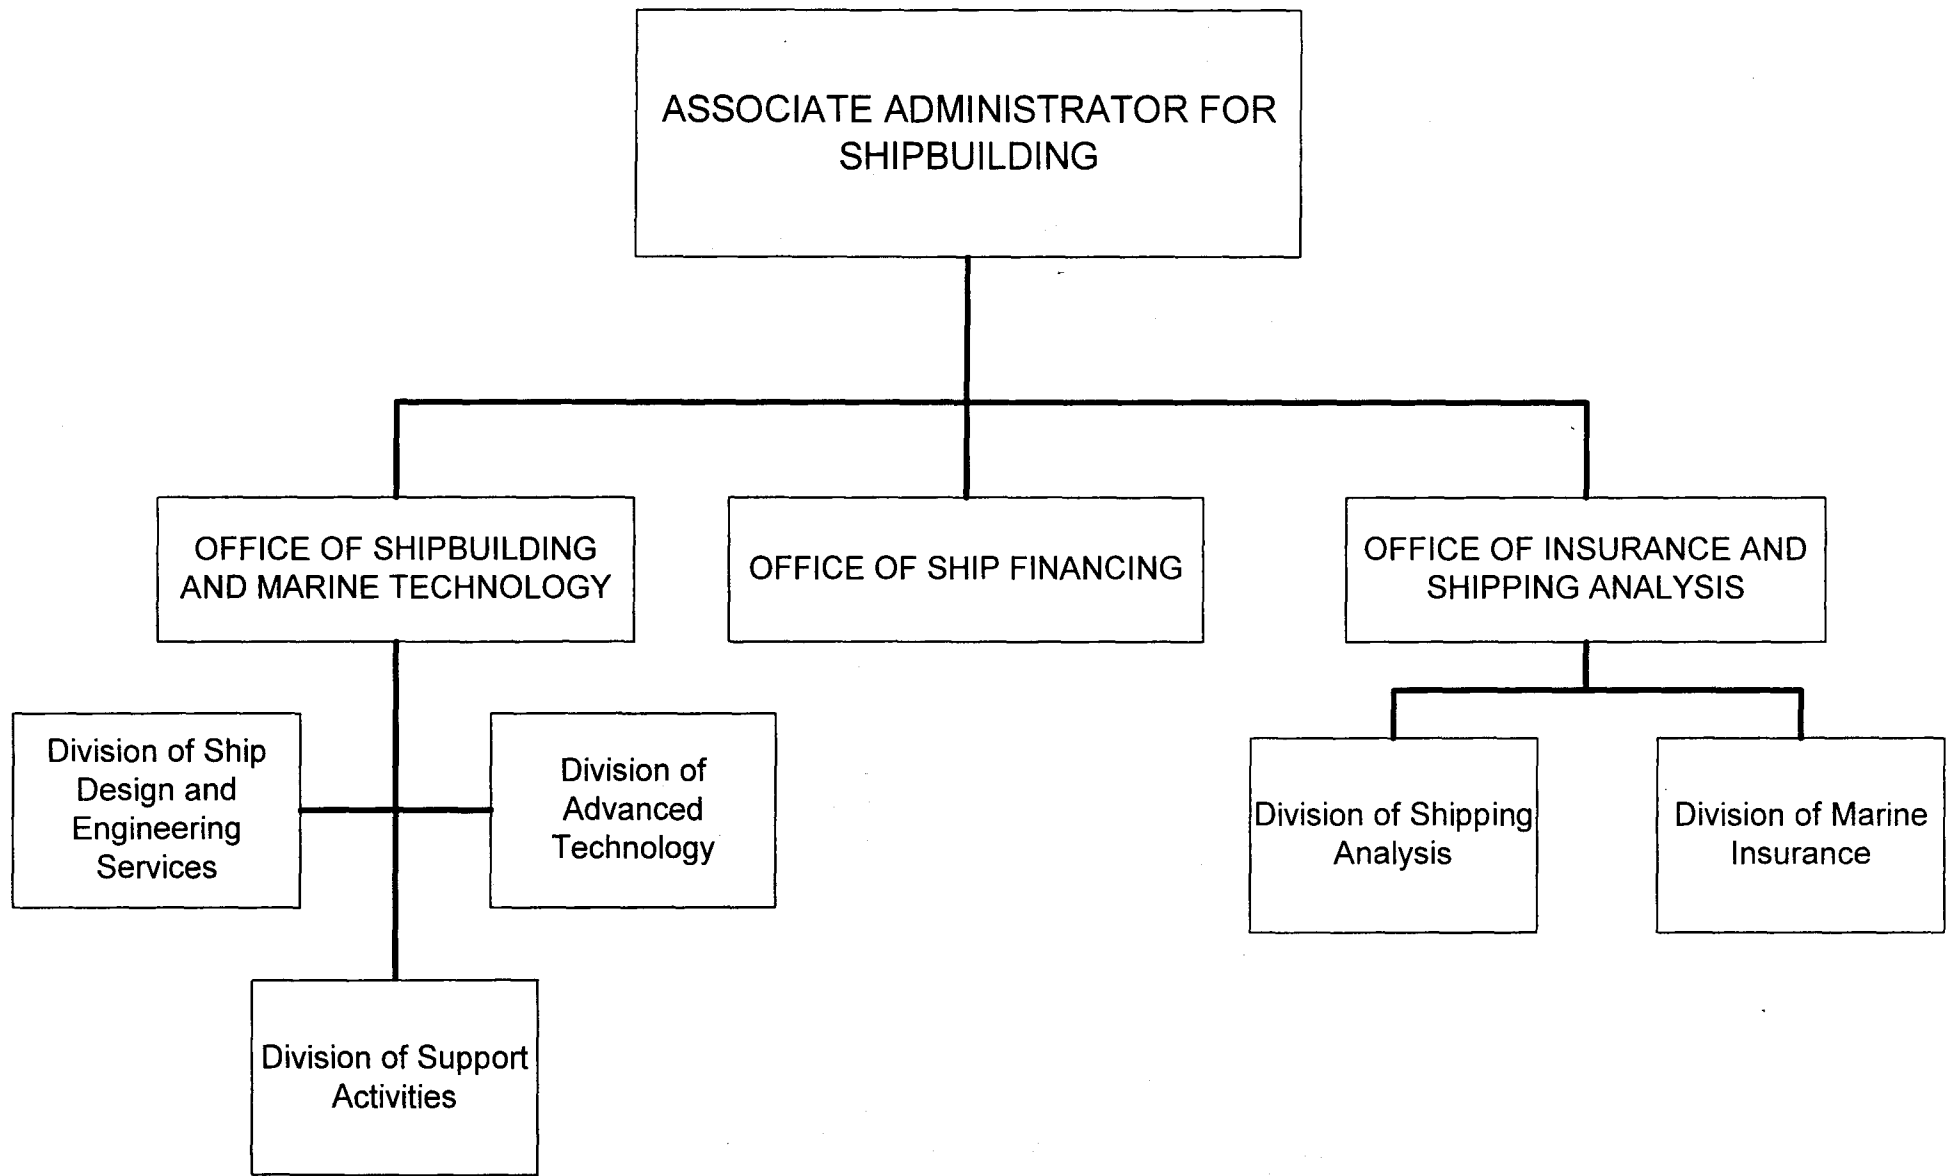 ASSOCIATE ADMINISTRATOR FOR
SHIPBUILDING
OFFICE OF SHIPBUILDING
AND MARINE TECHNOLOGY
OFFICE OF SHIP FINANCING
OFFICE OF INSURANCE AND
SHIPPING ANALYSIS
Division of Ship
Design and
Engineering
Services
Division of
Advanced
Technology
Division of Support
Activities
Division of Shipping
Analysis
Division of Marine
Insurance